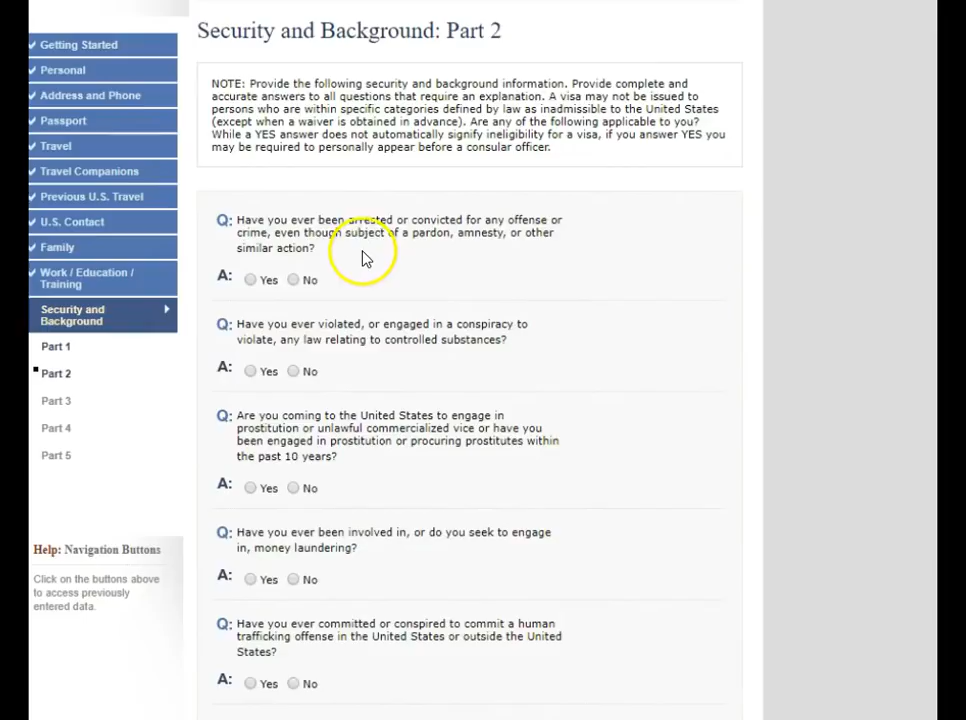 Security and Background: Part 2
Getting Started
Personal
Address and Phone
Passport
Travel
Travel Companions
Previous U.S. Travel
U.S. Contact
Family
Work / Education /
Training
Security and
Background
Part 1
Part 2
Part 3
Part 4
Part 5
Help: Navigation Buttons
Click on the buttons above
to access previously
entered data.
NOTE: Provide the following security and background information. Provide complete and
accurate answers to all questions that require an explanation. A visa may not be issued to
persons who are within specific categories defined by law as inadmissible to the United States
(except when a waiver is obtained in advance). Are any of the following applicable to you?
While a YES answer does not automatically signify ineligibility for a visa, if you answer YES you
may be required to personally appear before a consular officer.
Q: Have you ever been arrested or convicted for any offense or
crime, even though subject of a pardon, amnesty, or other
similar action?
A: Yes No
Q: Have you ever violated, or engaged in a conspiracy to
violate, any law relating to controlled substances?
A: Yes No
Q: Are you coming to the United States to engage in
prostitution or unlawful commercialized vice or have you
been engaged in prostitution or procuring prostitutes within
the past 10 years?
A: Yes No
Q: Have you ever been involved in, or do you seek to engage
in, money laundering?
A: Yes No
Q: Have you ever committed or conspired to commit a human
trafficking offense in the United States or outside the United
States?
A: Yes No